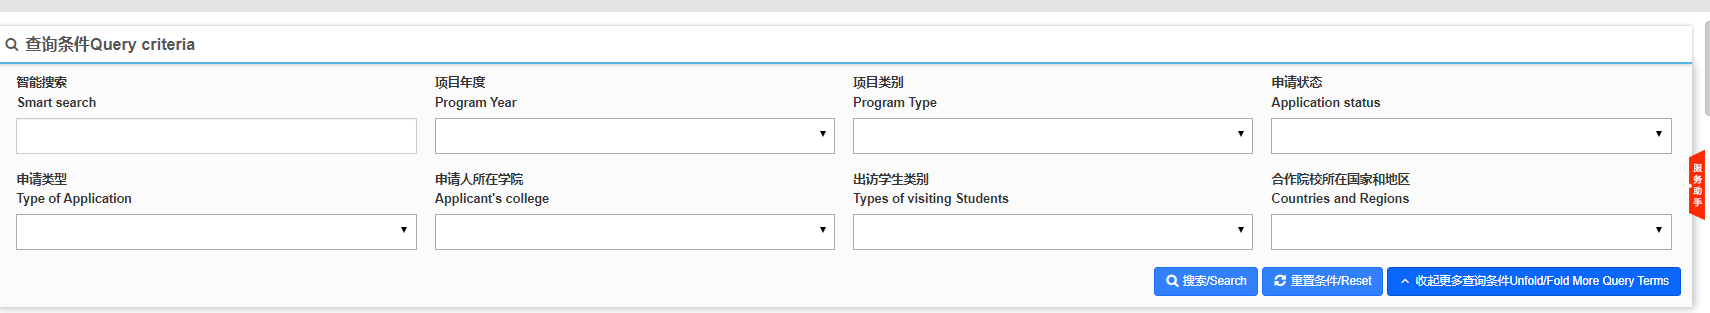 查询条件Query criteria
智能搜索
Smart search
项目年度
Program Year
项目类别
Program Type
申请状态
Application status
申请类型
Type of Application
申请人所在学院
Applicant's college
出访学生类别
Types of visiting Students
合作院校所在国家和地区
Countries and Regions
搜索/Search
重置条件/Reset
收起更多查询条件Unfold/Fold More Query Terms
服务助手